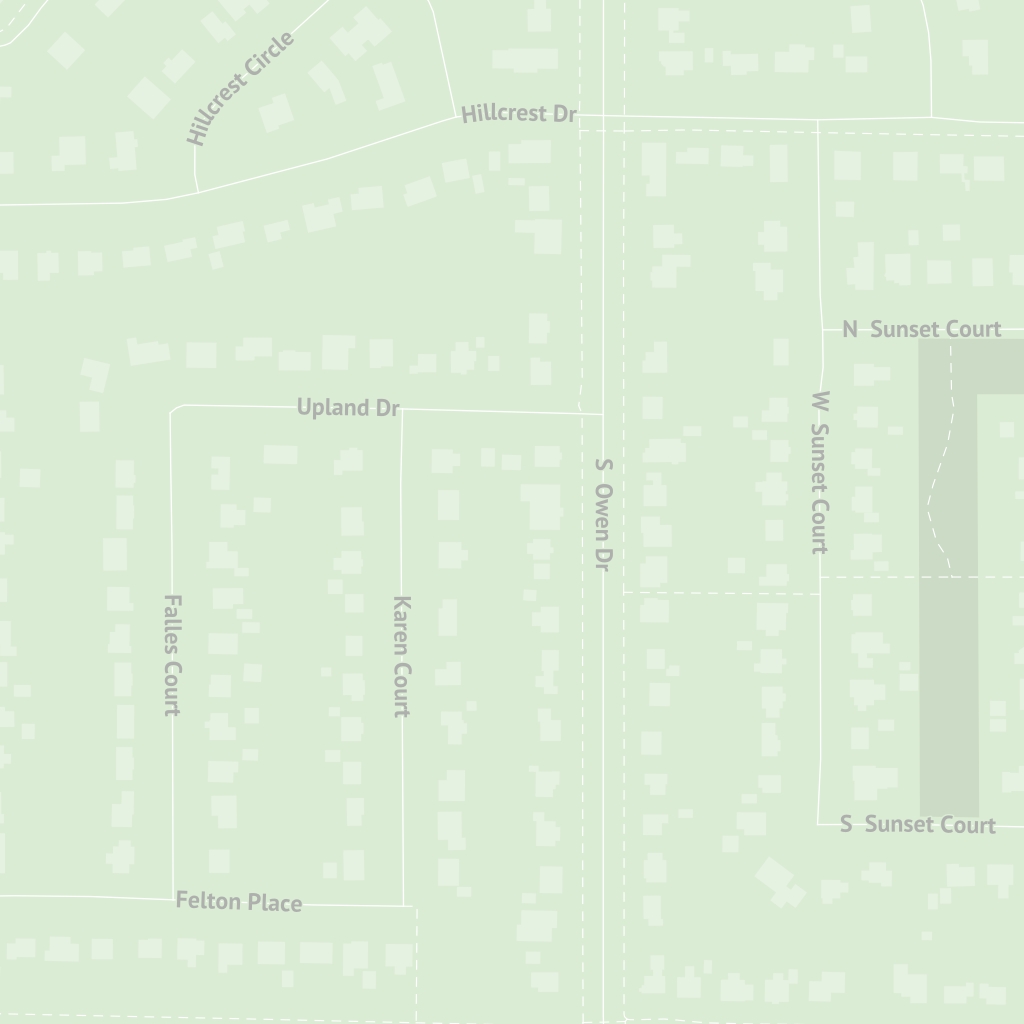 Hillcrest Circle
Hillcrest Dr
N Sunset Court
Upland Dr
W Sunset Court
S Owen Dr
Falles Court
Karen Court
S Sunset Court
Felton Place